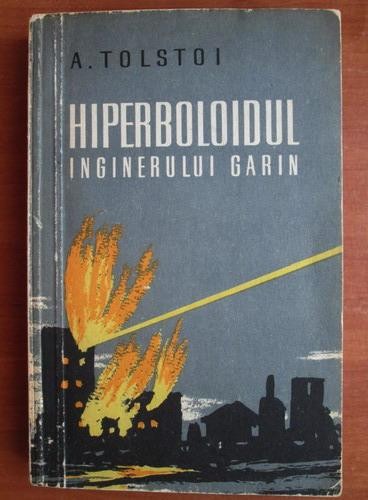 A. TOLSTOI
HIPERBOLOIDUL
INGINERULUI GARIN